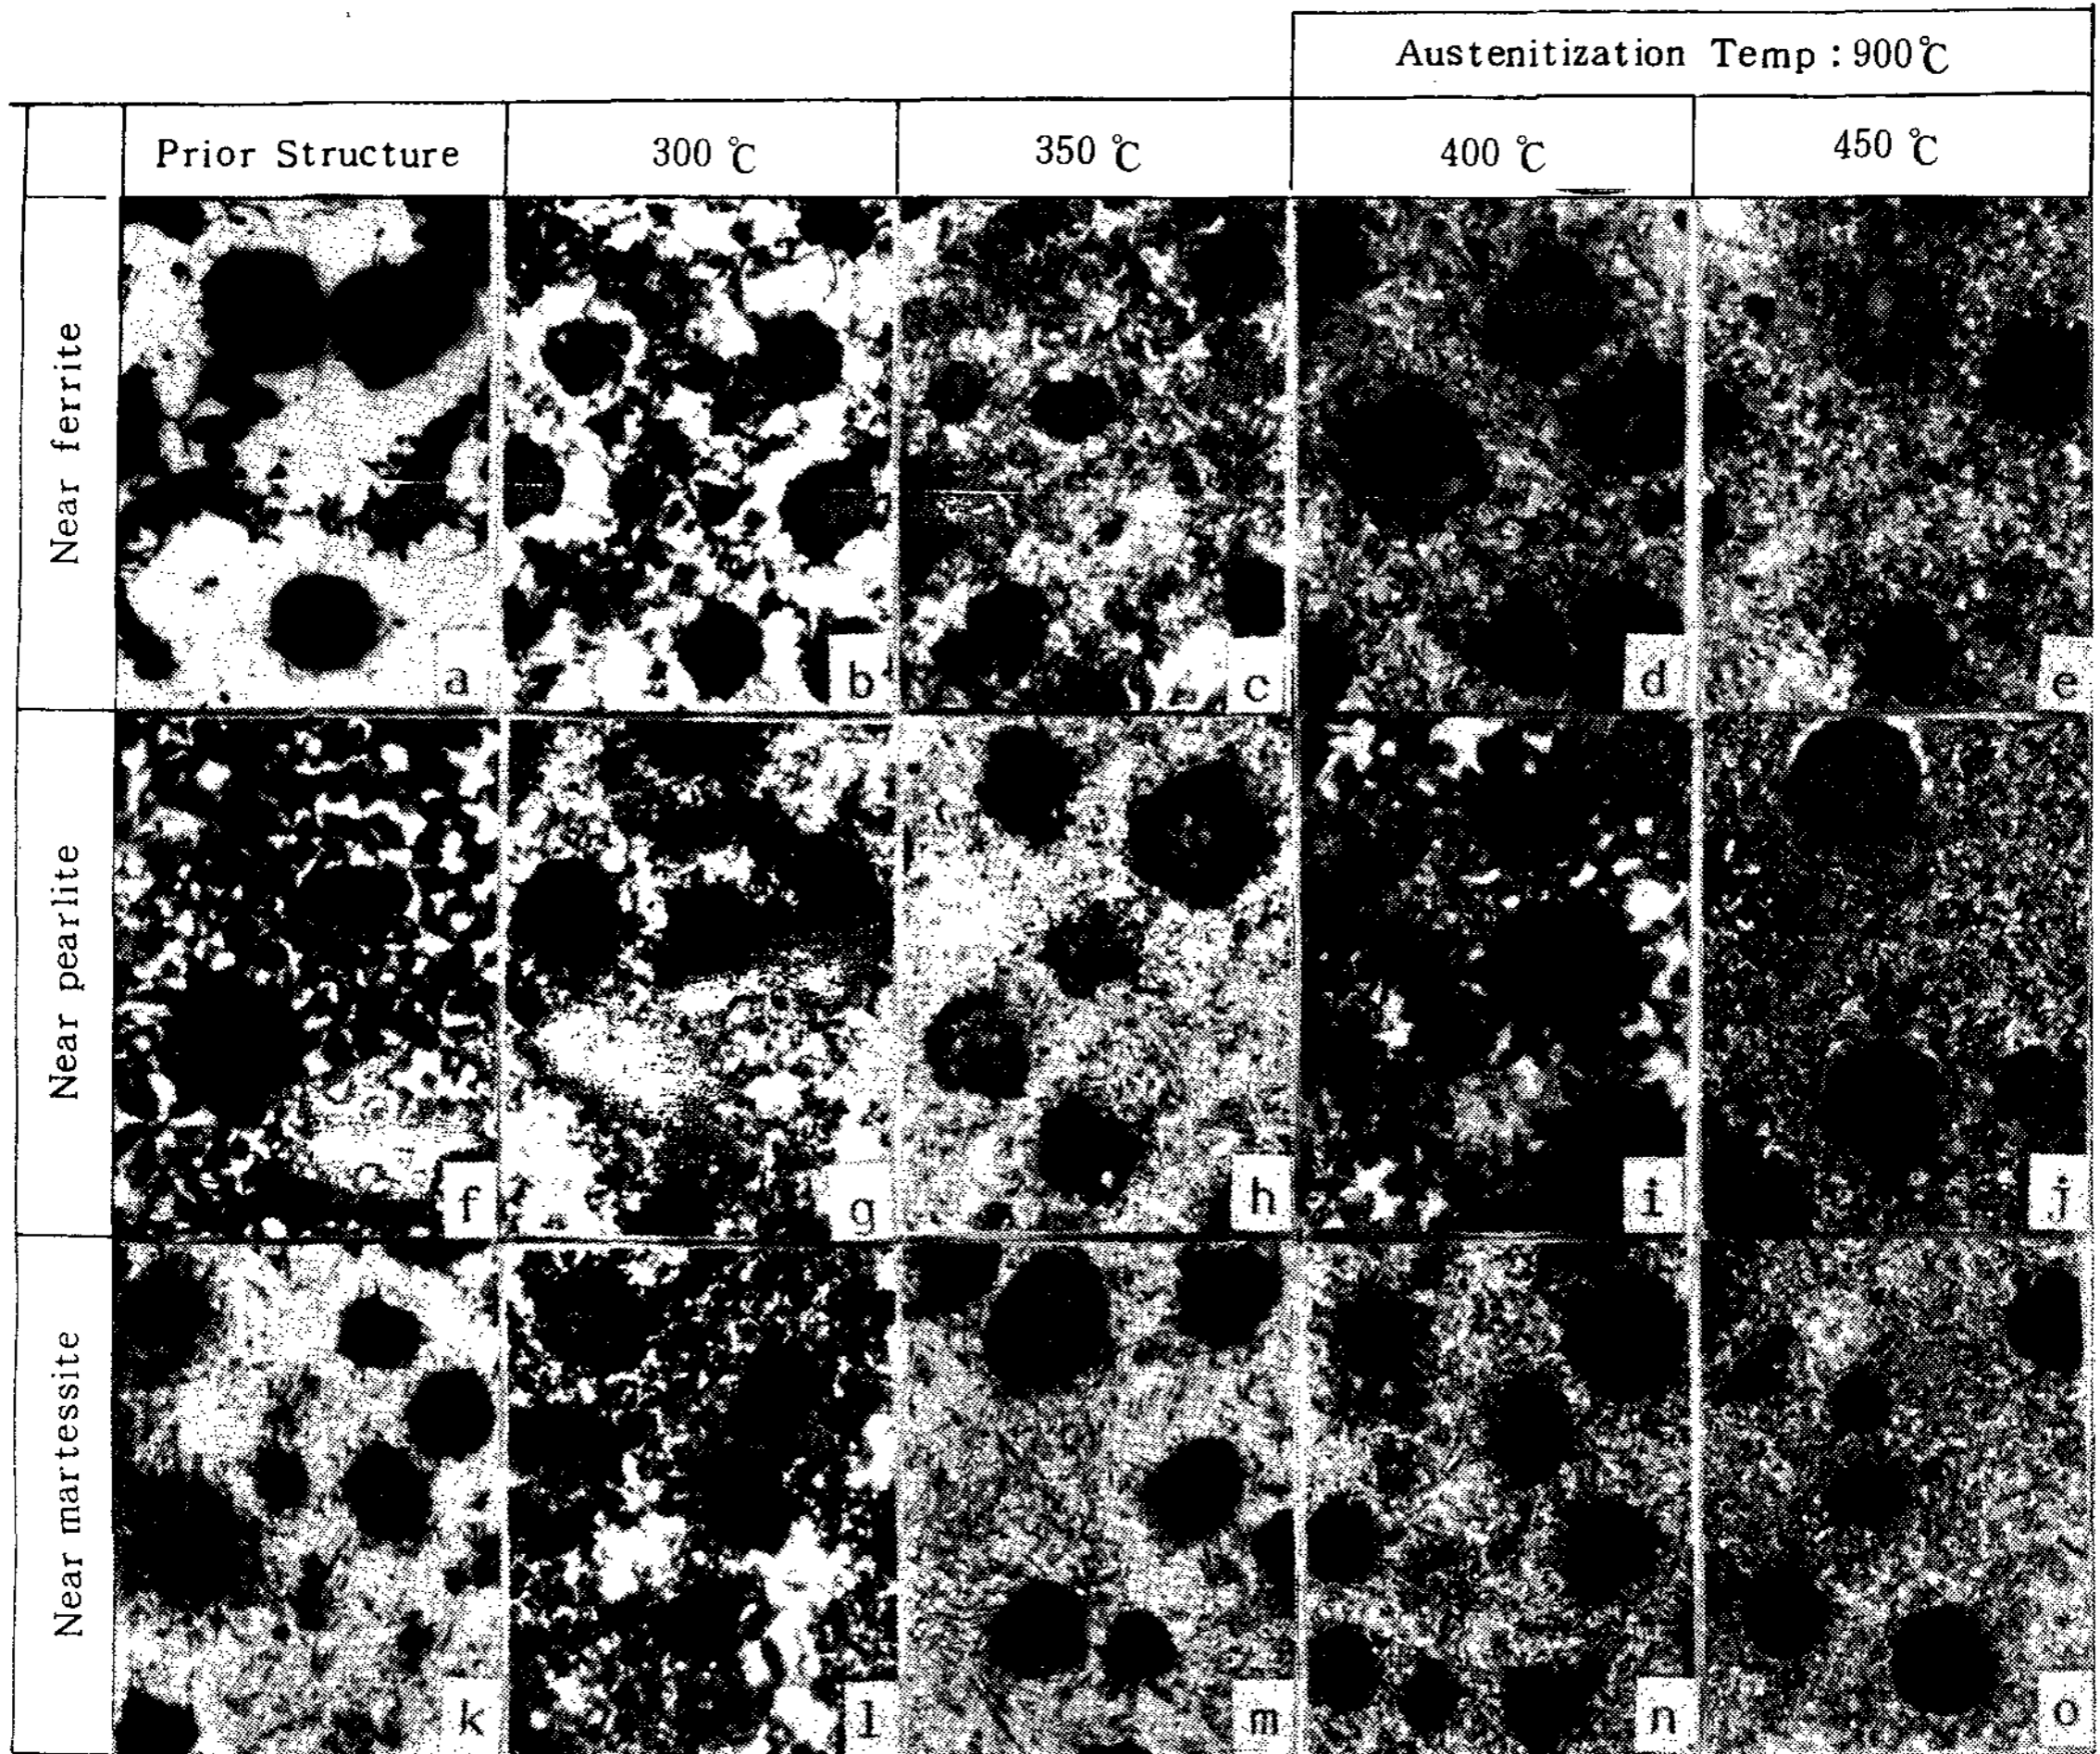 Austenitization Temp : 900℃
Prior Structure 300 ℃ 350 ℃ 400 ℃ 450 ℃
Near ferrite
a b c d e
Near pearlite
f g h i j
Near martessite
k l m n o